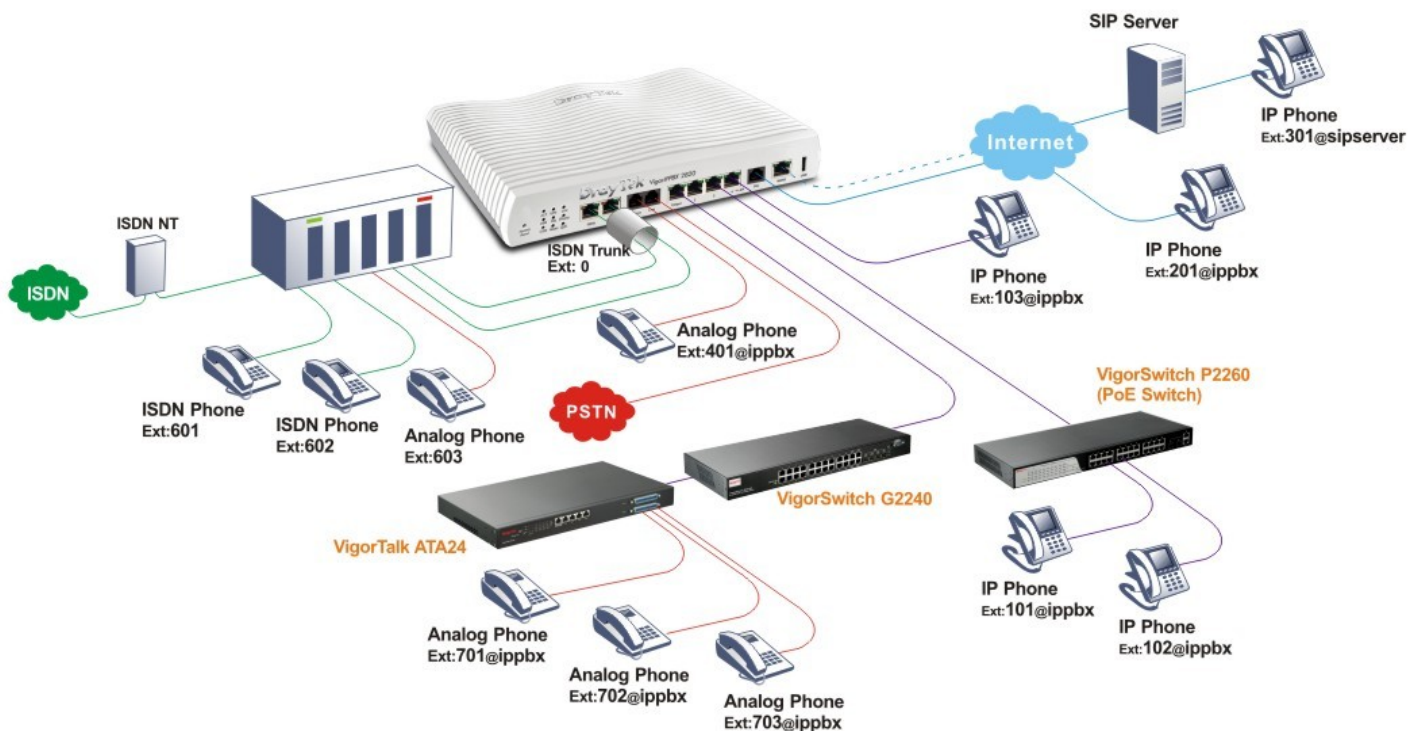 SIP Server
IP Phone
Ext:301@sipserver
Internet
DrayTek
VigorIPPBX 2820
ISDN NT
ISDN
ISDN Trunk
Ext: 0
IP Phone
Ext:103@ippbx
IP Phone
Ext:201@ippbx
Analog Phone
Ext:401@ippbx
ISDN Phone
Ext:601
ISDN Phone
Ext:602
Analog Phone
Ext:603
PSTN
VigorSwitch P2260
(PoE Switch)
VigorSwitch G2240
VigorTalk ATA24
IP Phone
Ext:101@ippbx
IP Phone
Ext:102@ippbx
Analog Phone
Ext:701@ippbx
Analog Phone
Ext:702@ippbx
Analog Phone
Ext:703@ippbx